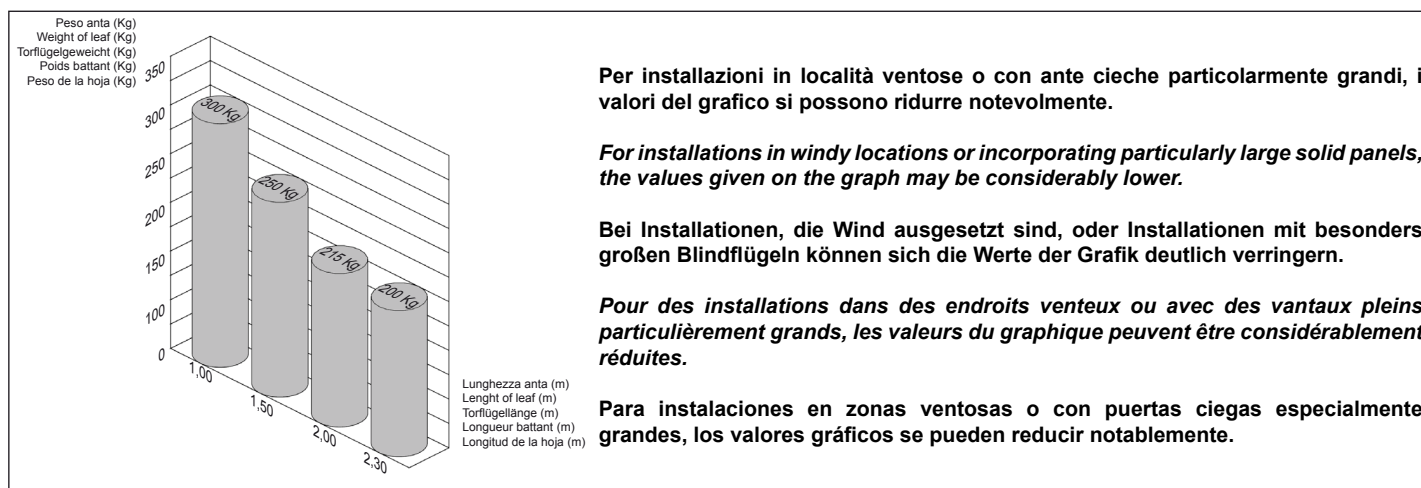 Peso anta (Kg)
Weight of leaf (Kg)
Torflügelgeweicht (Kg)
Poids battant (Kg)
Peso de la hoja (Kg)
350
300
250
200
150
100
0
300 Kg
250 Kg
215 Kg
200 Kg
1,00
1,50
2,00
2,30
Lunghezza anta (m)
Lenght of leaf (m)
Torflügellänge (m)
Longueur battant (m)
Longitud de la hoja (m)
Per installazioni in località ventose o con ante cieche particolarmente grandi, i
valori del grafico si possono ridurre notevolmente.
For installations in windy locations or incorporating particularly large solid panels,
the values given on the graph may be considerably lower.
Bei Installationen, die Wind ausgesetzt sind, oder Installationen mit besonders
großen Blindflügeln können sich die Werte der Grafik deutlich verringern.
Pour des installations dans des endroits venteux ou avec des vantaux pleins
particulièrement grands, les valeurs du graphique peuvent être considérablement
réduites.
Para instalaciones en zonas ventosas o con puertas ciegas especialmente
grandes, los valores gráficos se pueden reducir notablemente.